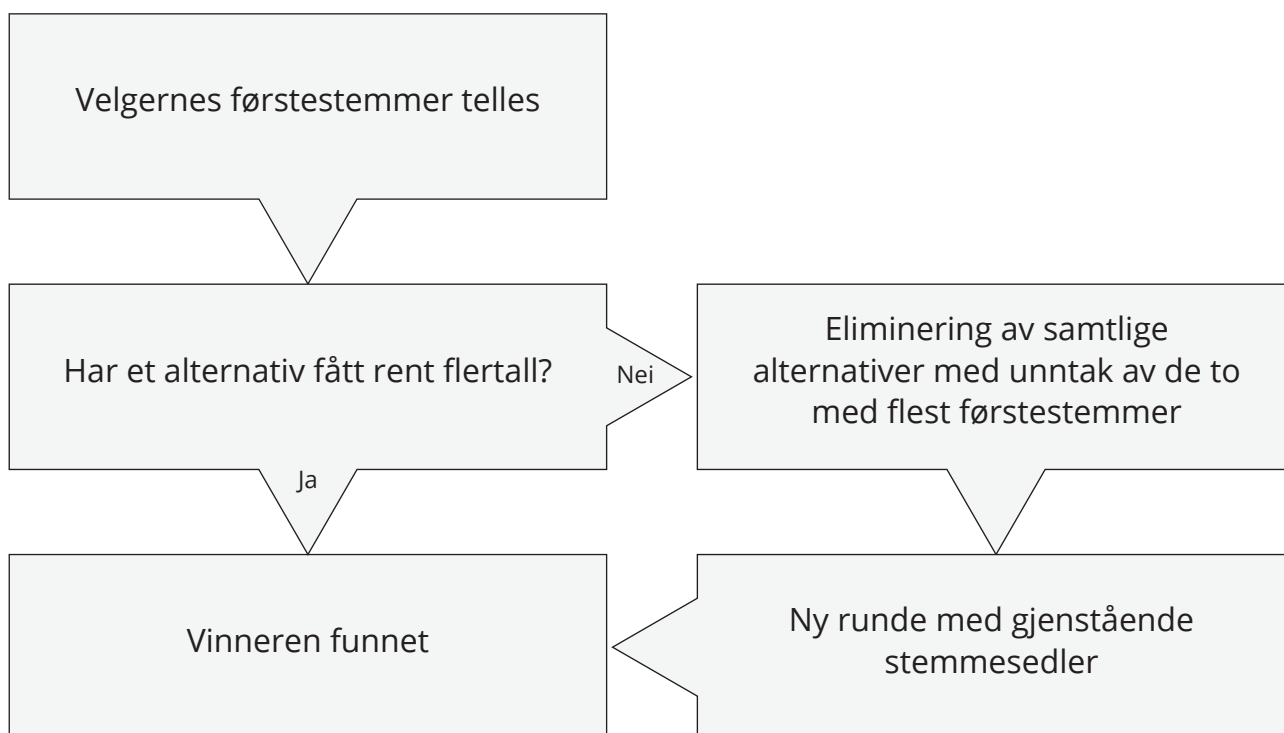 Velgernes førstestemmer telles
Har et alternativ fått rent flertall?
Nei
Eliminering av samtlige
alternativer med unntak av de to
med flest førstestemmer
Ja
Vinneren funnet
Ny runde med gjenstående
stemmesedler